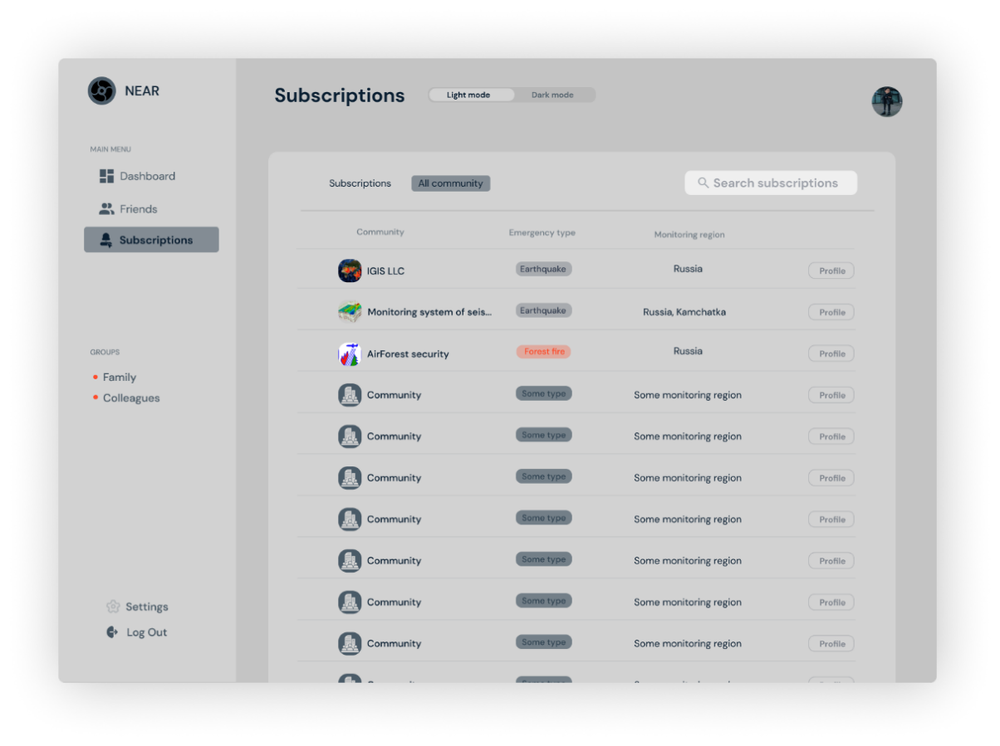 NEAR
Subscriptions
Light mode
Dark mode
MAIN MENU
Dashboard
Friends
Subscriptions
GROUPS
Family
Colleagues
Settings
Log Out
Subscriptions
All community
Search subscriptions
Community Emergency type Monitoring region
IGIS LLC Earthquake Russia Profile
Monitoring system of seis... Earthquake Russia, Kamchatka Profile
AirForest security Forest fire Russia Profile
Community Some type Some monitoring region Profile
Community Some type Some monitoring region Profile
Community Some type Some monitoring region Profile
Community Some type Some monitoring region Profile
Community Some type Some monitoring region Profile
Community Some type Some monitoring region Profile
Community Some type Some monitoring region Profile